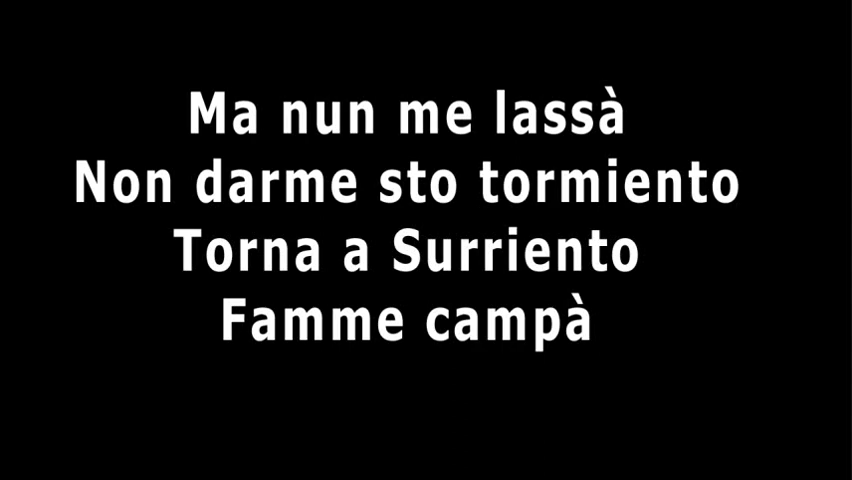 Ma nun me lassà
Non darme sto tormiento
Torna a Surriento
Famme campà